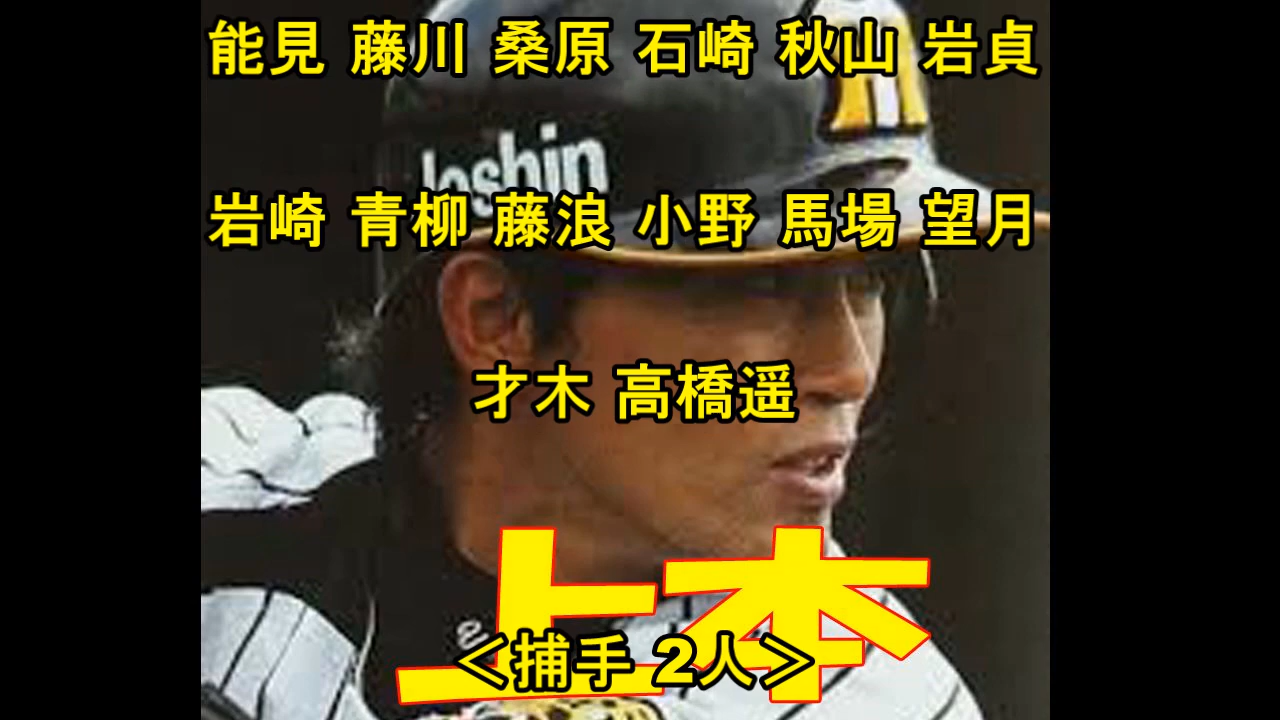 能見 藤川 桑原 石崎 秋山 岩貞
Joshin
岩崎 青柳 藤浪 小野 馬場 望月
才木 高橋遥
上本
＜捕手 2人＞